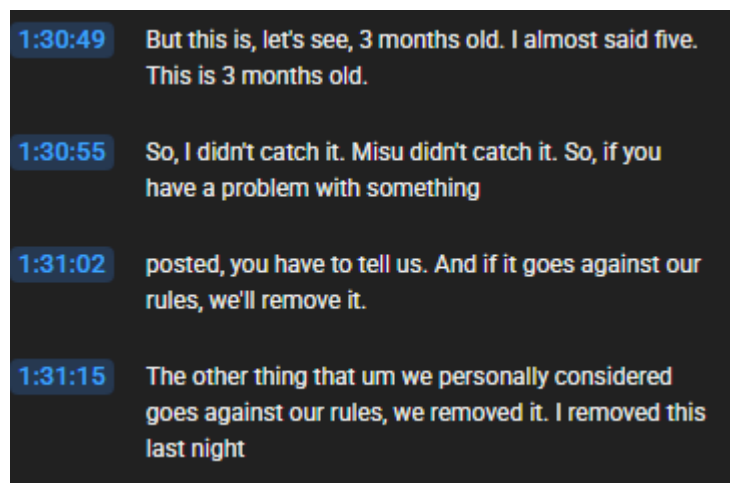 1:30:49 But this is, let's see, 3 months old. I almost said five.
This is 3 months old.
1:30:55 So, I didn't catch it. Misu didn't catch it. So, if you
have a problem with something
1:31:02 posted, you have to tell us. And if it goes against our
rules, we'll remove it.
1:31:15 The other thing that um we personally considered
goes against our rules, we removed it. I removed this
last night